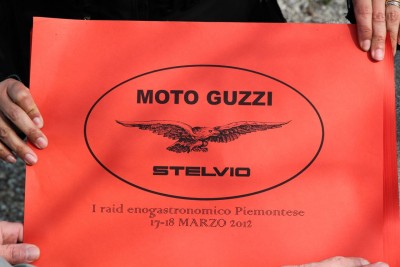 MOTO GUZZI
STELVIO
I raid enogastronomico Piemontese
17-18 MARZO 2012